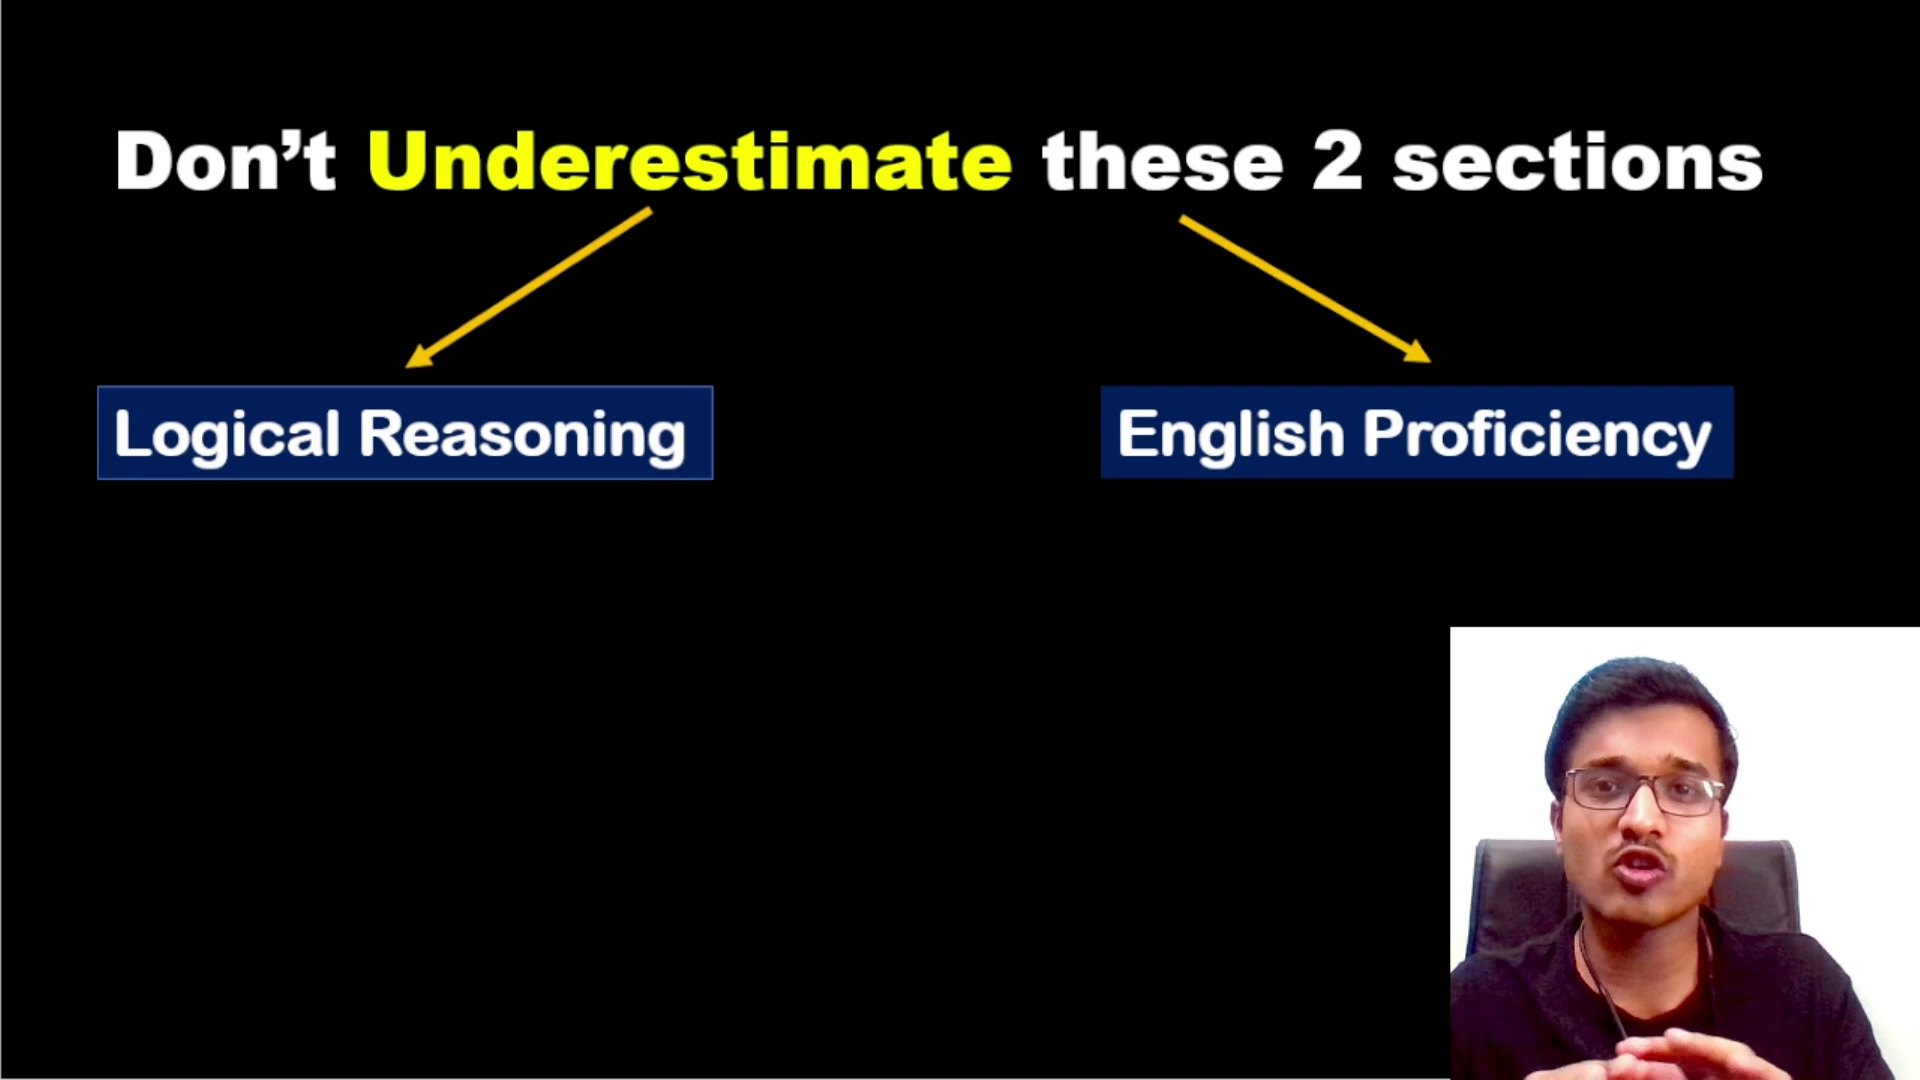 Don’t Underestimate these 2 sections
Logical Reasoning
English Proficiency